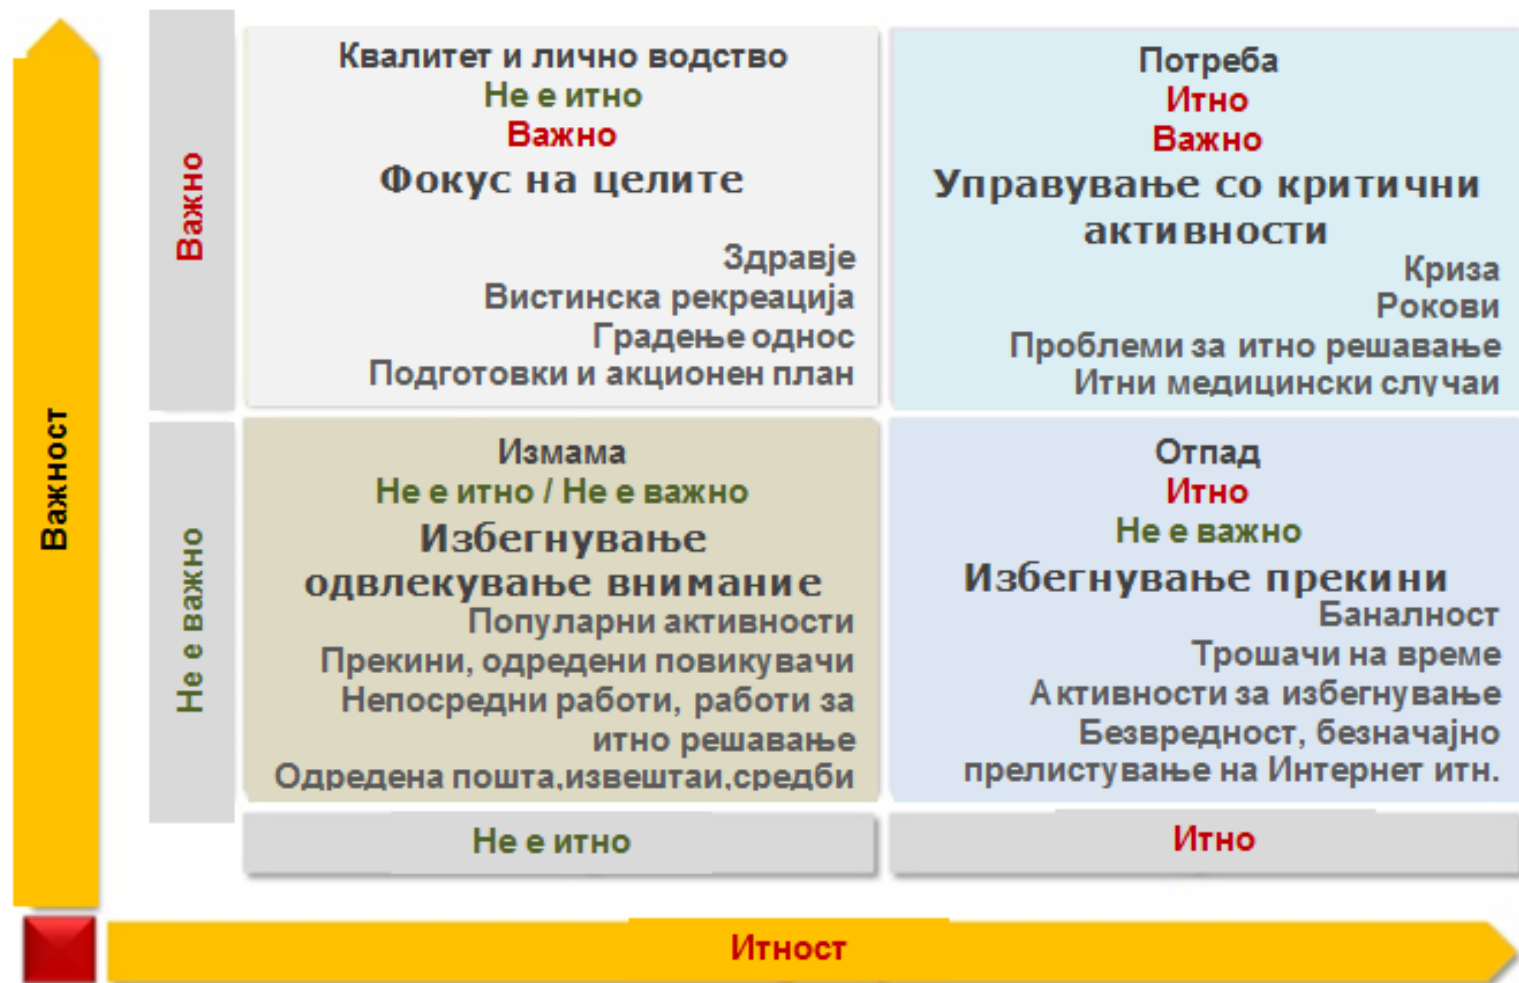 Важност
Важно
Квалитет и лично водство
Не е итно
Важно
Фокус на целите
Здравје
Вистинска рекреација
Градење однос
Подготовки и акционен план
Потреба
Итно
Важно
Управување со критични
активности
Криза
Рокови
Проблеми за итно решавање
Итни медицински случаи
Не е важно
Измама
Не е итно / Не е важно
Избегнување
одвлекување внимание
Популарни активности
Прекини, одредени повикувачи
Непосредни работи, работи за
итно решавање
Одредена пошта,извештаи,средби
Отпад
Итно
Не е важно
Избегнување прекини
Баналност
Трошачи на време
Активности за избегнување
Безвредност, безначајно
прелистување на Интернет итн.
Не е итно
Итно
Итност